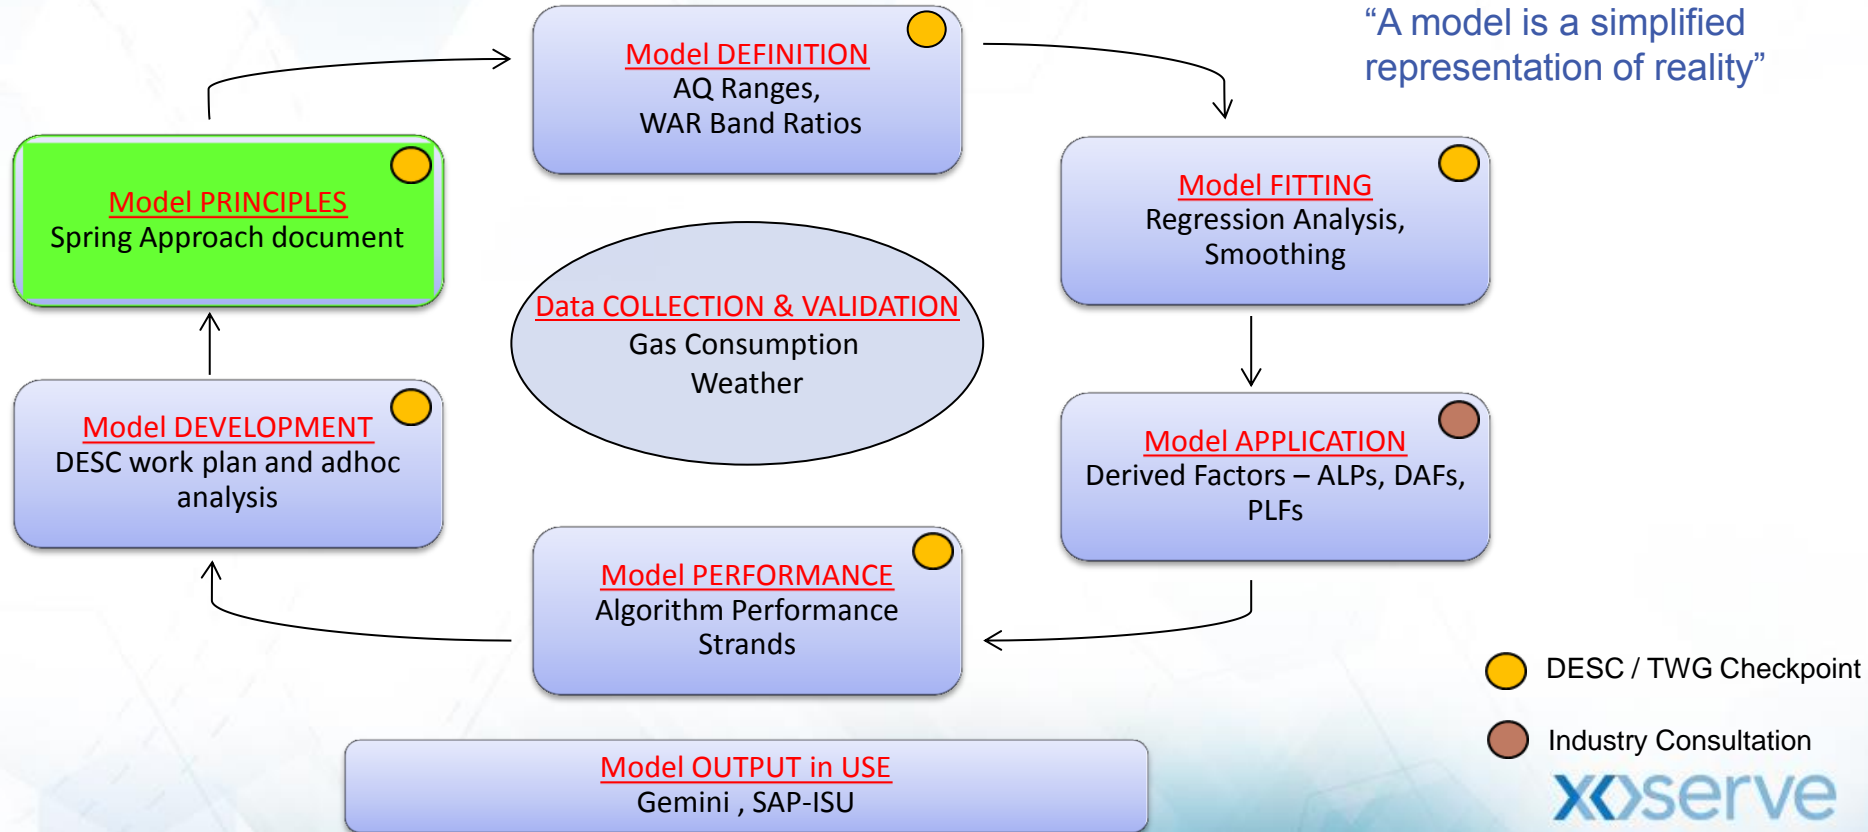 “A model is a simplified
representation of reality”
Model DEFINITION
AQ Ranges,
WAR Band Ratios
Model PRINCIPLES
Spring Approach document
Model FITTING
Regression Analysis,
Smoothing
Data COLLECTION & VALIDATION
Gas Consumption
Weather
Model DEVELOPMENT
DESC work plan and adhoc
analysis
Model APPLICATION
Derived Factors – ALPs, DAFs,
PLFs
Model PERFORMANCE
Algorithm Performance
Strands
DESC / TWG Checkpoint
Industry Consultation
Model OUTPUT in USE
Gemini , SAP-ISU
xoserve